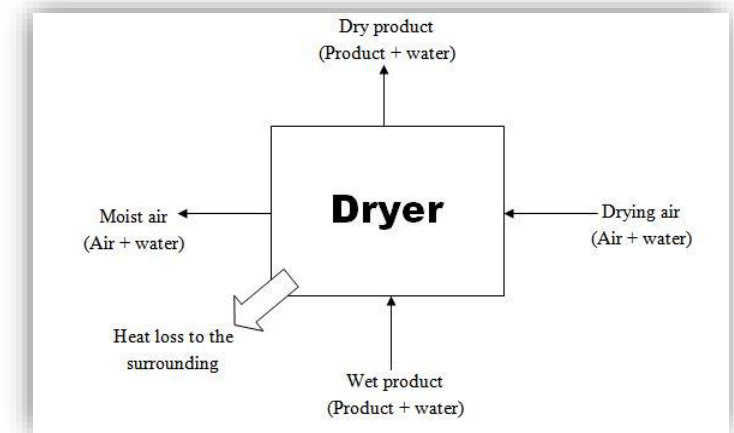 Dry product
(Product + water)
Dryer
Moist air
(Air + water)
Drying air
(Air + water)
Heat loss to the
surrounding
Wet product
(Product + water)